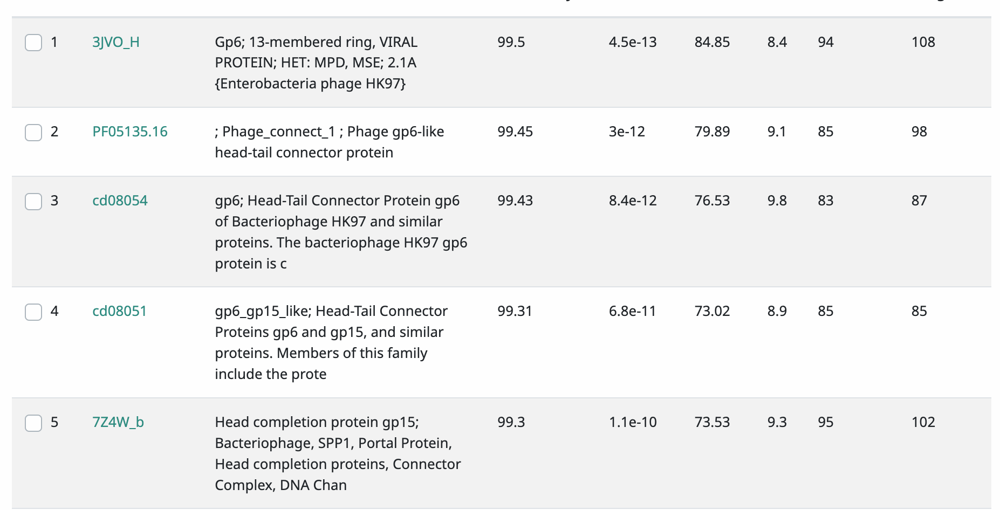 1 3JVO_H Gp6; 13-membered ring, VIRAL 99.5 4.5e-13 84.85 8.4 94 108
PROTEIN; HET: MPD, MSE; 2.1A
{Enterobacteria phage HK97}
2 PF05135.16 ; Phage_connect_1 ; Phage gp6-like 99.45 3e-12 79.89 9.1 85 98
head-tail connector protein
3 cd08054 gp6; Head-Tail Connector Protein gp6 99.43 8.4e-12 76.53 9.8 83 87
of Bacteriophage HK97 and similar
proteins. The bacteriophage HK97 gp6
protein is c
4 cd08051 gp6_gp15_like; Head-Tail Connector 99.31 6.8e-11 73.02 8.9 85 85
Proteins gp6 and gp15, and similar
proteins. Members of this family
include the prote
5 7Z4W_b Head completion protein gp15; 99.3 1.1e-10 73.53 9.3 95 102
Bacteriophage, SPP1, Portal Protein,
Head completion proteins, Connector
Complex, DNA Chan